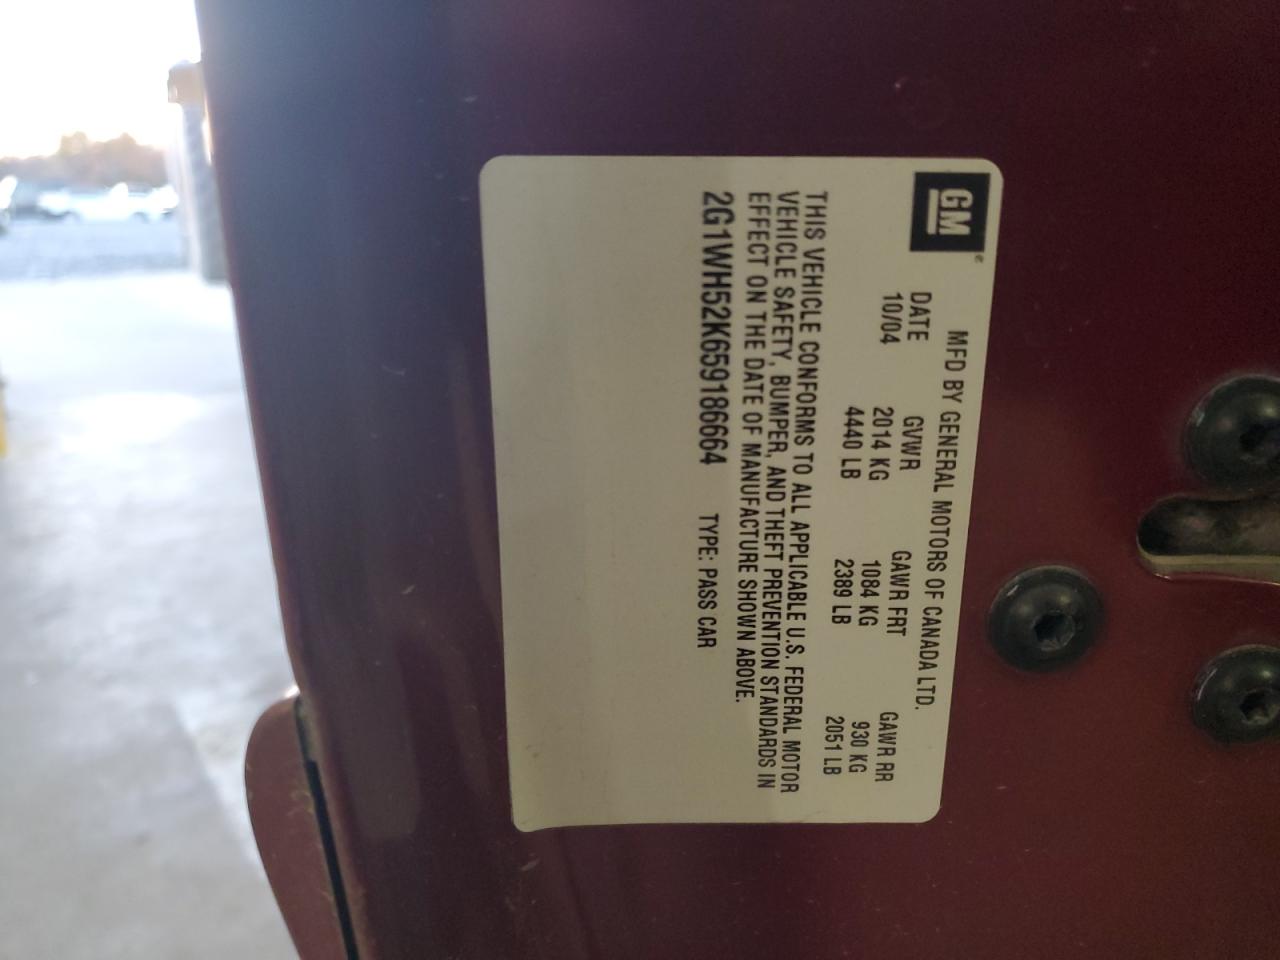 GM
MFD BY GENERAL MOTORS OF CANADA LTD.
DATE GVWR GAWR FRT GAWR RR
10/04 2014 KG 1084 KG 930 KG
4440 LB 2389 LB 2051 LB
THIS VEHICLE CONFORMS TO ALL APPLICABLE U.S. FEDERAL MOTOR
VEHICLE SAFETY, BUMPER, AND THEFT PREVENTION STANDARDS IN
EFFECT ON THE DATE OF MANUFACTURE SHOWN ABOVE.
2G1WH52K659186664 TYPE: PASS CAR